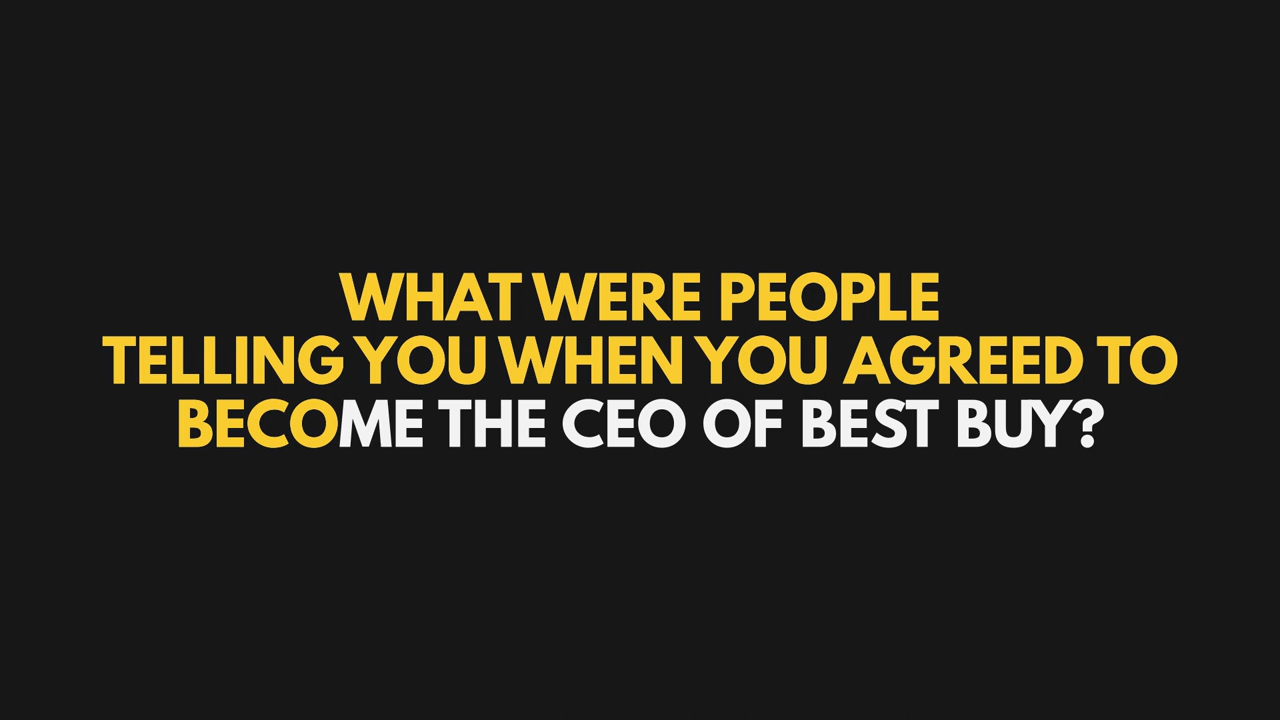 WHAT WERE PEOPLE
TELLING YOU WHEN YOU AGREED TO
BECOME THE CEO OF BEST BUY?